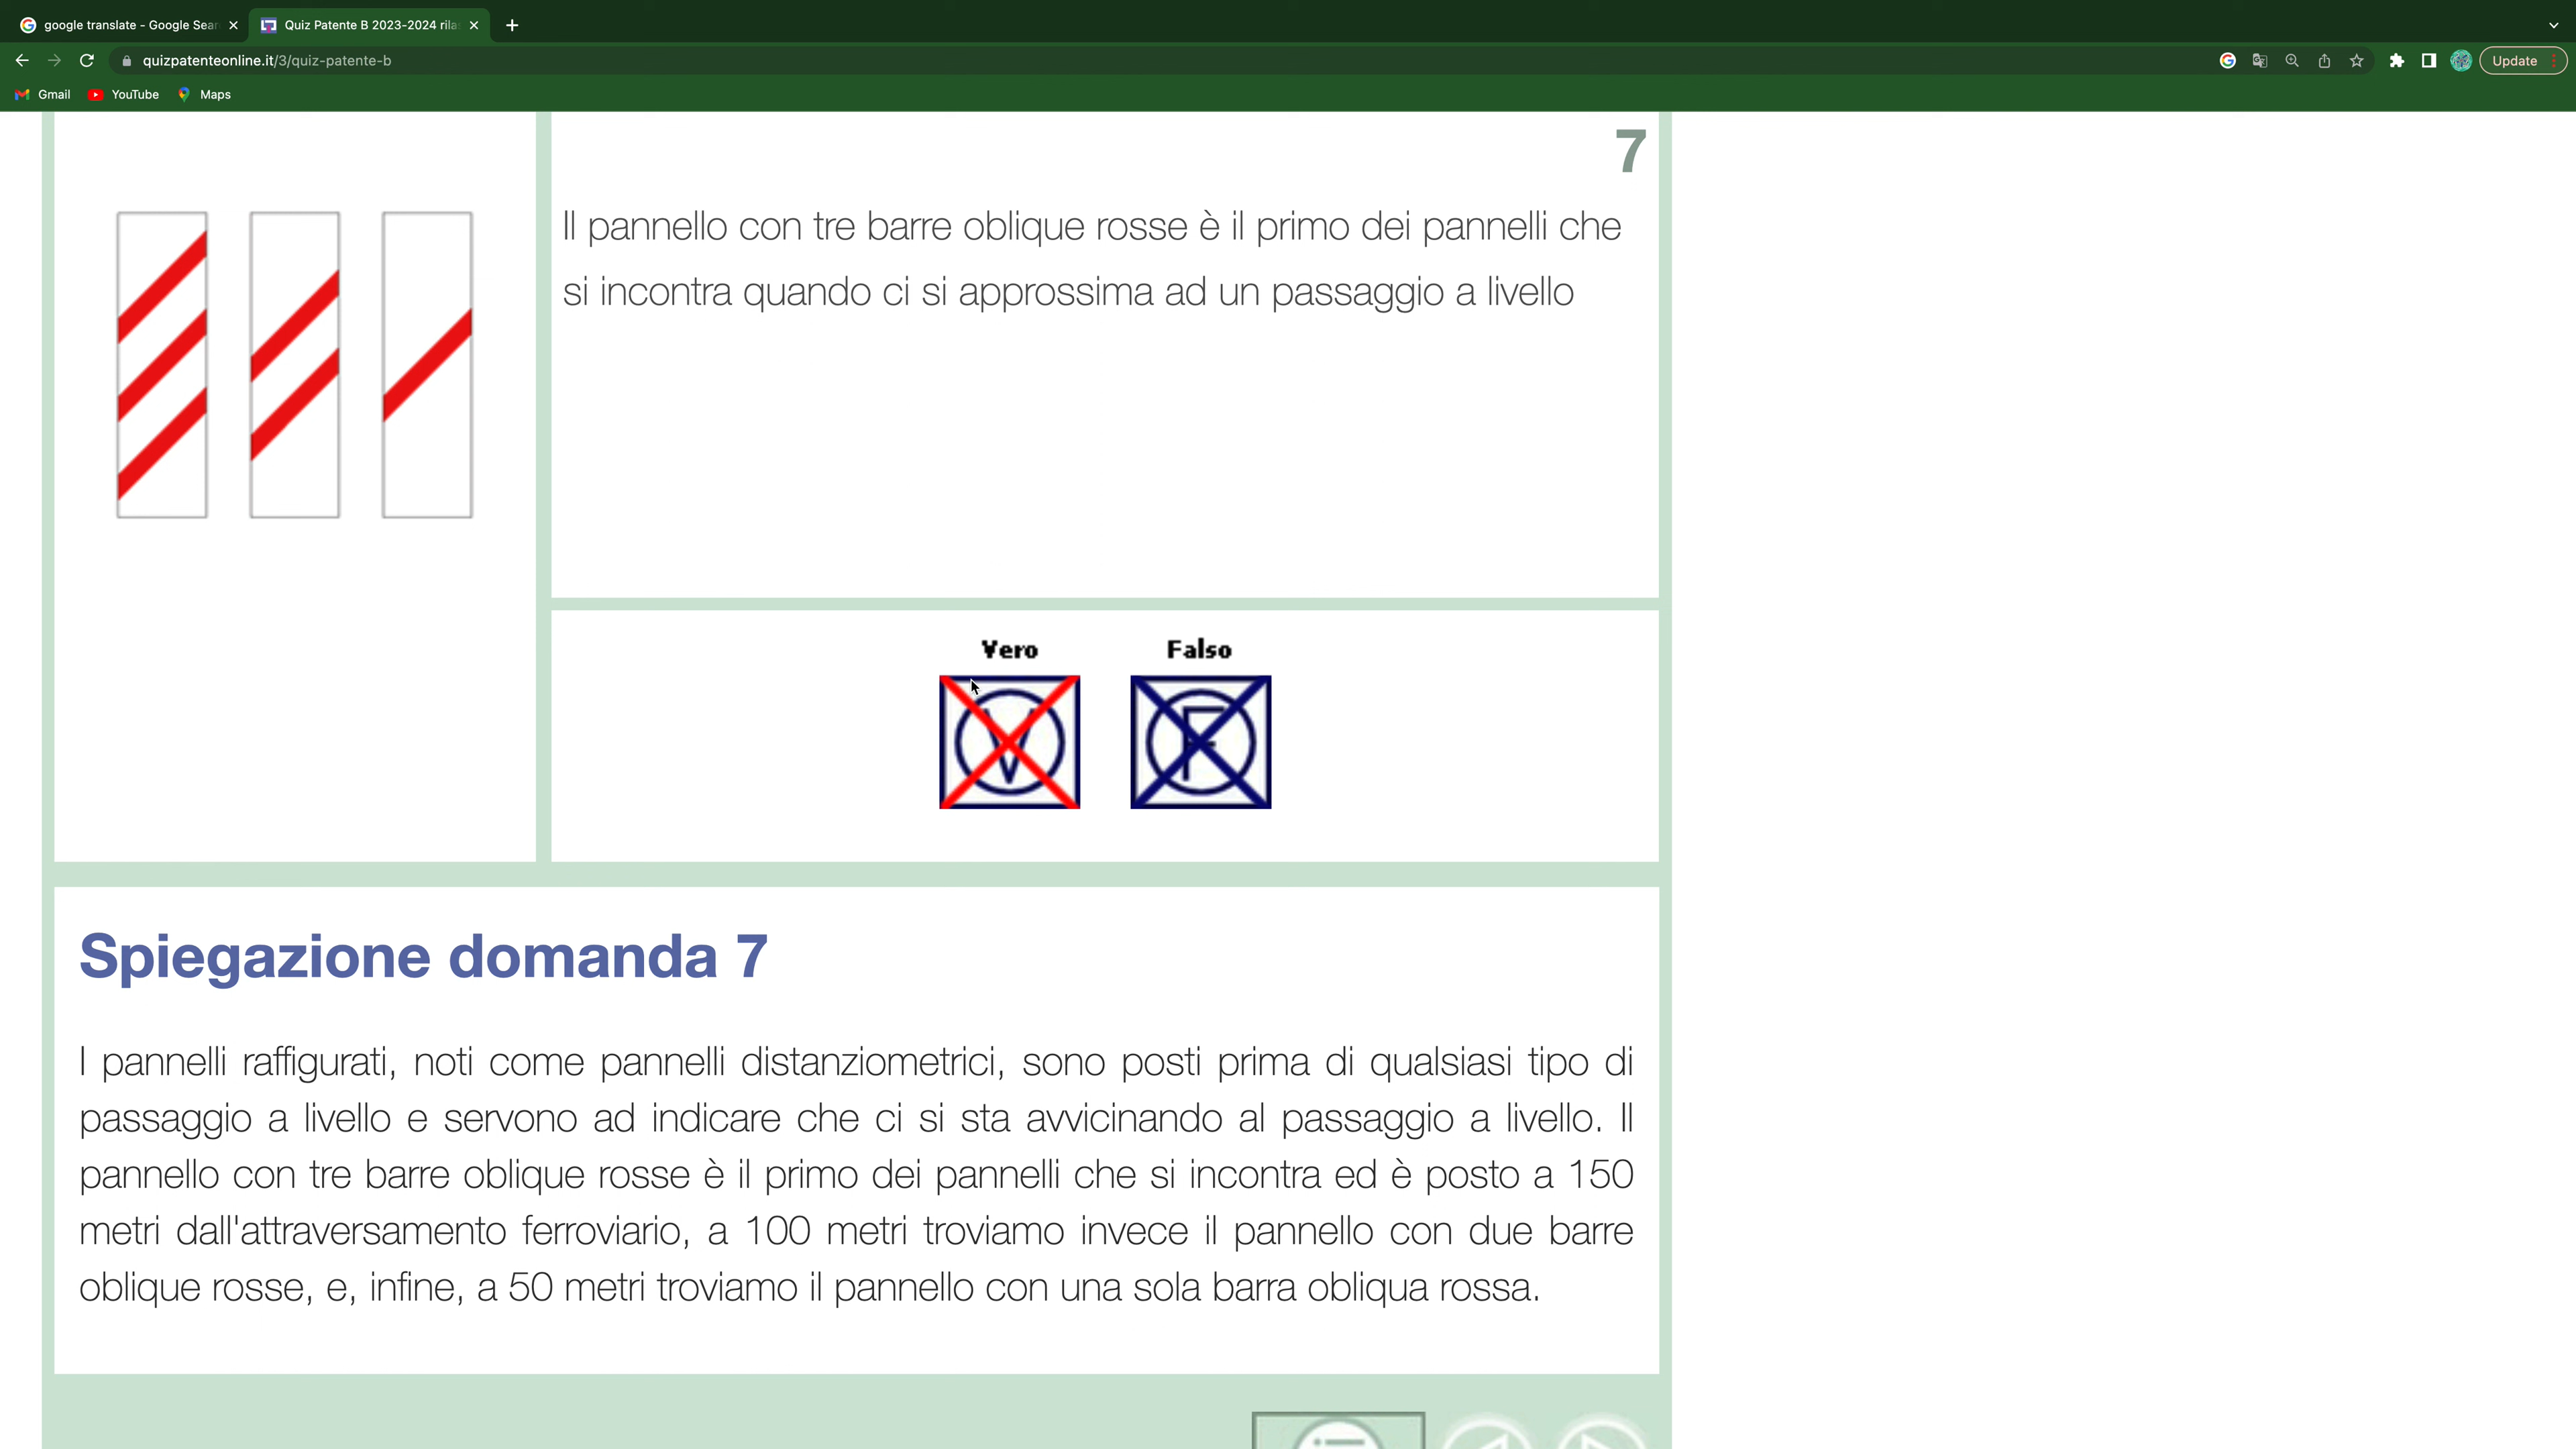 google translate - Google Sear
Quiz Patente B 2023-2024 rila
quizpatenteonline.it/3/quiz-patente-b
Update
Gmail
YouTube
Maps
7
Il pannello con tre barre oblique rosse è il primo dei pannelli che
si incontra quando ci si approssima ad un passaggio a livello
Vero
Falso
V
F
Spiegazione domanda 7
I pannelli raffigurati, noti come pannelli distanziometrici, sono posti prima di qualsiasi tipo di
passaggio a livello e servono ad indicare che ci si sta avvicinando al passaggio a livello. Il
pannello con tre barre oblique rosse è il primo dei pannelli che si incontra ed è posto a 150
metri dall'attraversamento ferroviario, a 100 metri troviamo invece il pannello con due barre
oblique rosse, e, infine, a 50 metri troviamo il pannello con una sola barra obliqua rossa.